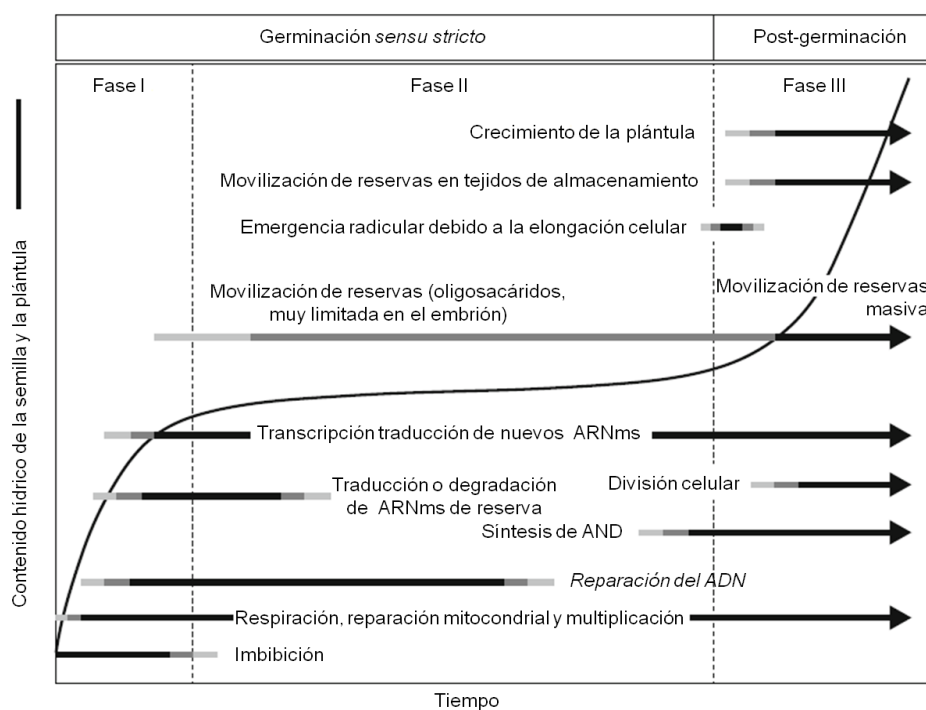 Germinación sensu stricto
Post-germinación
Fase I
Fase II
Fase III
Crecimiento de la plántula
Movilización de reservas en tejidos de almacenamiento
Emergencia radicular debido a la elongación celular
Movilización de reservas (oligosacáridos,
muy limitada en el embrión)
Movilización de reservas
masiva
Transcripción traducción de nuevos ARNms
Traducción o degradación
de ARNms de reserva
División celular
Síntesis de AND
Reparación del ADN
Respiración, reparación mitocondrial y multiplicación
Imbibición
Contenido hídrico de la semilla y la plántula
Tiempo